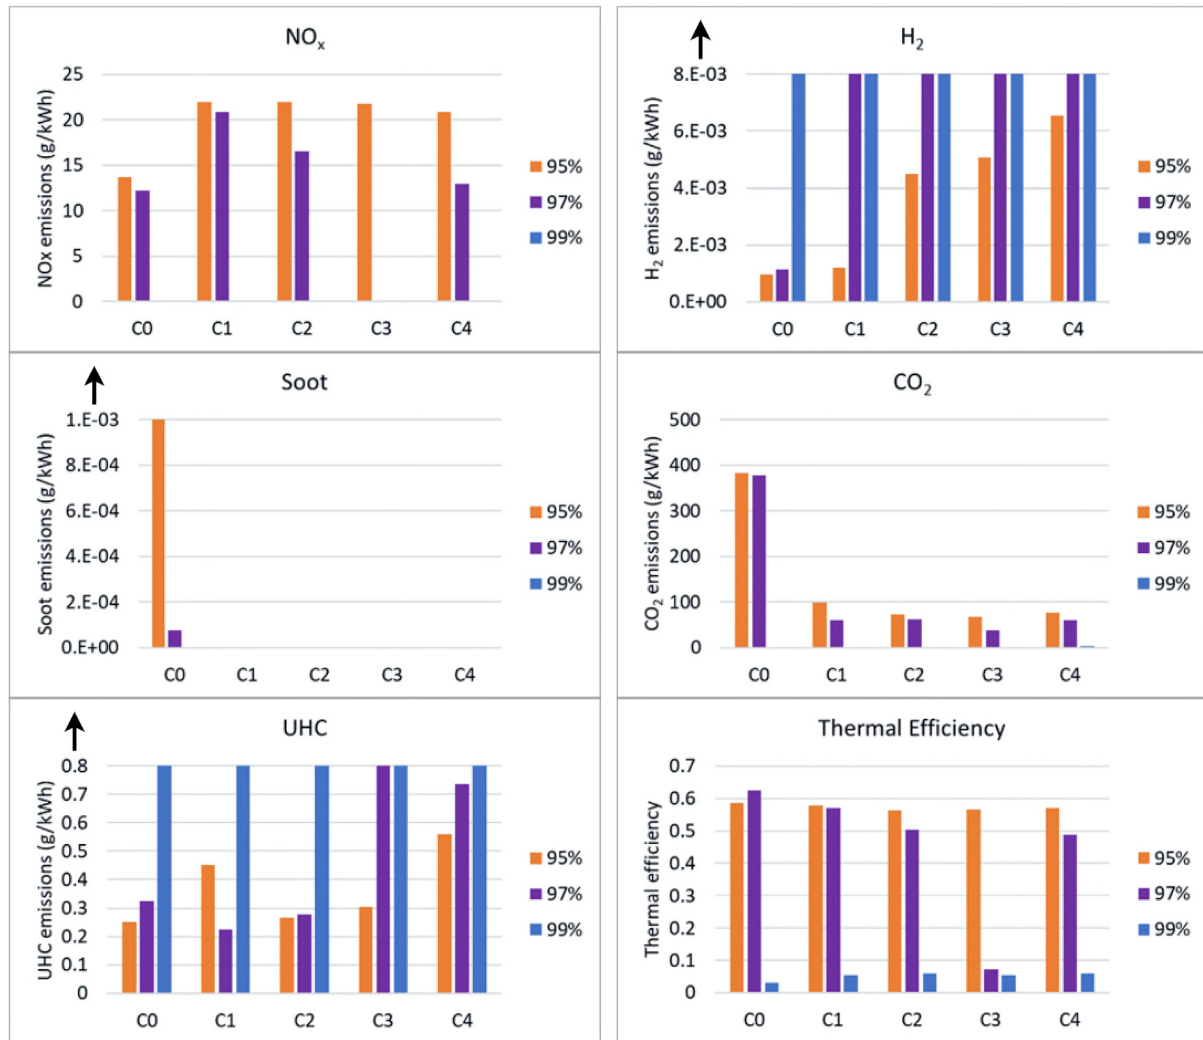 NOx
NOx emissions (g/kWh)
25
20
15
10
5
0
C0 C1 C2 C3 C4
95%
97%
99%
H2
H2 emissions (g/kWh)
8.E-03
6.E-03
4.E-03
2.E-03
0.E+00
C0 C1 C2 C3 C4
95%
97%
99%
Soot
Soot emissions (g/kWh)
1.E-03
8.E-04
6.E-04
4.E-04
2.E-04
0.E+00
C0 C1 C2 C3 C4
95%
97%
99%
CO2
CO2 emissions (g/kWh)
500
400
300
200
100
0
C0 C1 C2 C3 C4
95%
97%
99%
UHC
UHC emissions (g/kWh)
0.8
0.7
0.6
0.5
0.4
0.3
0.2
0.1
0
C0 C1 C2 C3 C4
95%
97%
99%
Thermal Efficiency
Thermal efficiency
0.7
0.6
0.5
0.4
0.3
0.2
0.1
0
C0 C1 C2 C3 C4
95%
97%
99%